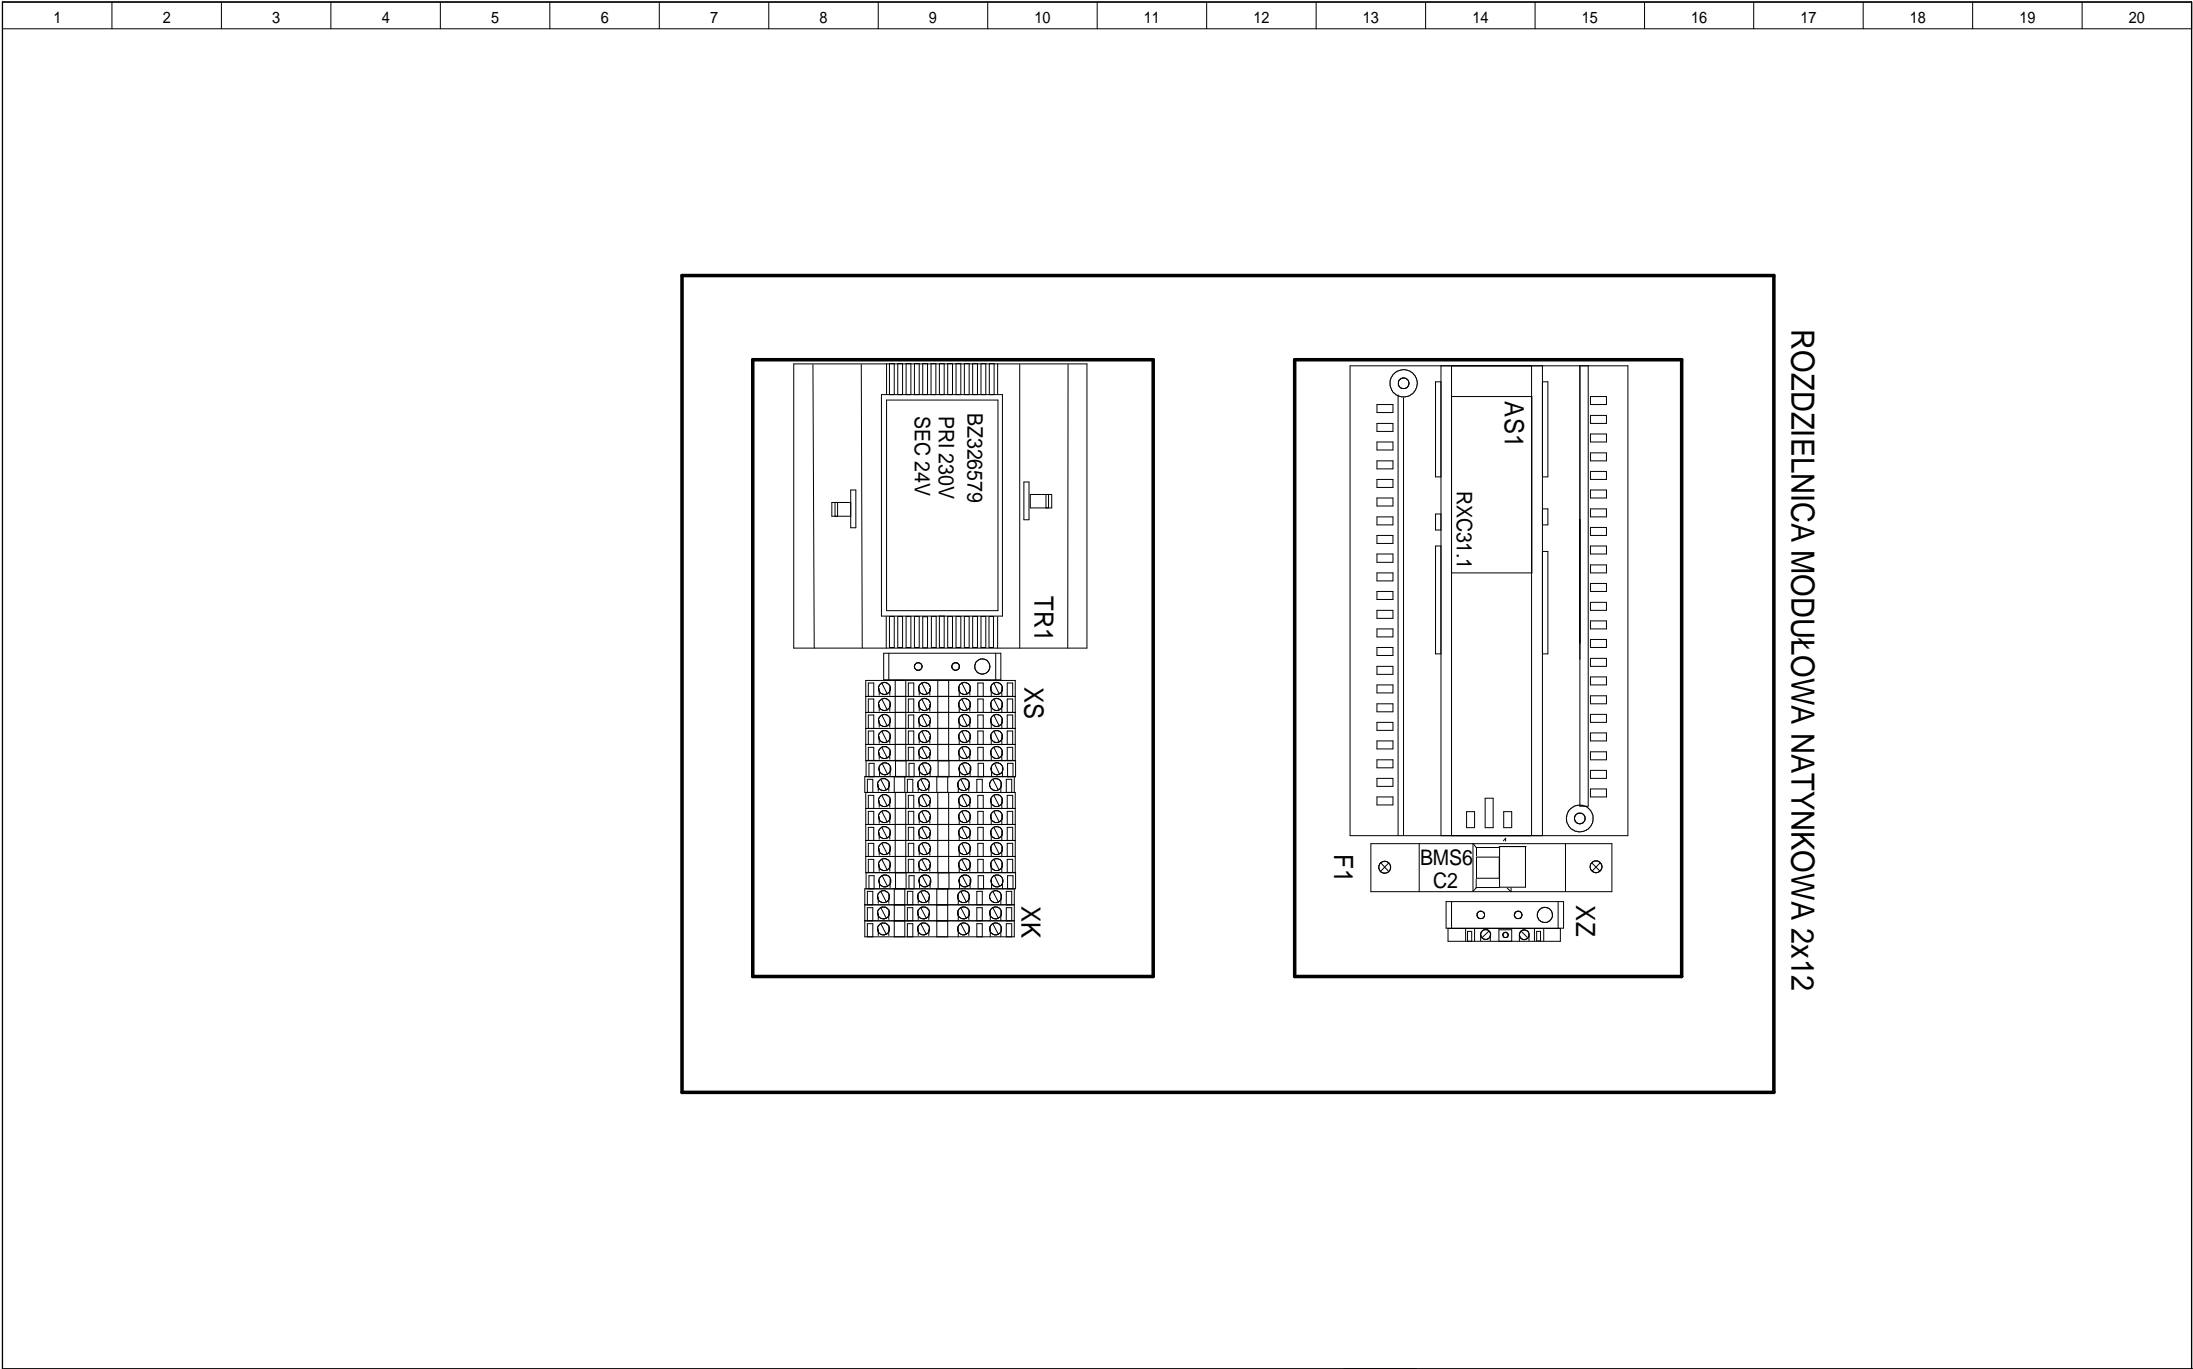 1 2 3 4 5 6 7 8 9 10 11 12 13 14 15 16 17 18 19 20
ROZDZIELNICA MODUŁOWA NATYNKOWA 2x12
AS1
RXC31.1
F1
BMS6
C2
XZ
BZ326579
PRI 230V
SEC 24V
TR1
XS
XK